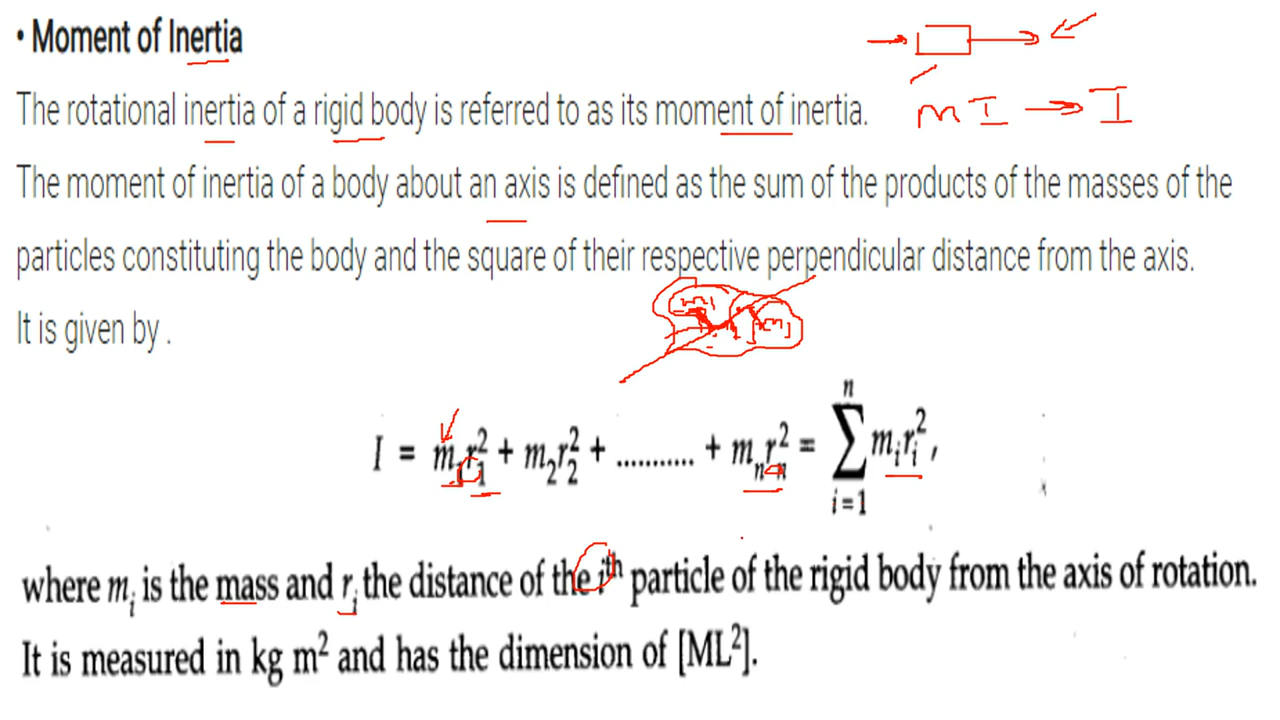 • Moment of Inertia
The rotational inertia of a rigid body is referred to as its moment of inertia.
m I → I
The moment of inertia of a body about an axis is defined as the sum of the products of the masses of the
particles constituting the body and the square of their respective perpendicular distance from the axis.
It is given by .
I = m₁r₁² + m₂r₂² + ........... + mₙrₙ² = ∑ⁿᵢ₌₁ mᵢrᵢ² ,
where mᵢ is the mass and rᵢ the distance of the iᵗʰ particle of the rigid body from the axis of rotation.
It is measured in kg m² and has the dimension of [ML²].